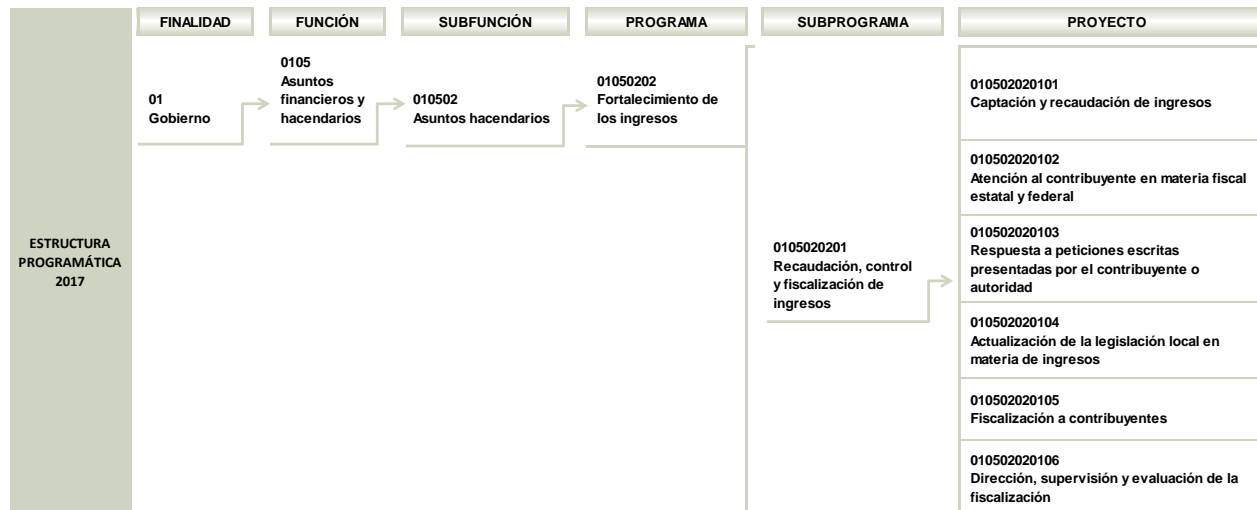 FINALIDAD
FUNCIÓN
SUBFUNCIÓN
PROGRAMA
SUBPROGRAMA
PROYECTO
ESTRUCTURA
PROGRAMÁTICA
2017
01
Gobierno
0105
Asuntos
financieros y
hacendarios
010502
Asuntos hacendarios
01050202
Fortalecimiento de
los ingresos
0105020201
Recaudación, control
y fiscalización de
ingresos
010502020101
Captación y recaudación de ingresos
010502020102
Atención al contribuyente en materia fiscal
estatal y federal
010502020103
Respuesta a peticiones escritas
presentadas por el contribuyente o
autoridad
010502020104
Actualización de la legislación local en
materia de ingresos
010502020105
Fiscalización a contribuyentes
010502020106
Dirección, supervisión y evaluación de la
fiscalización